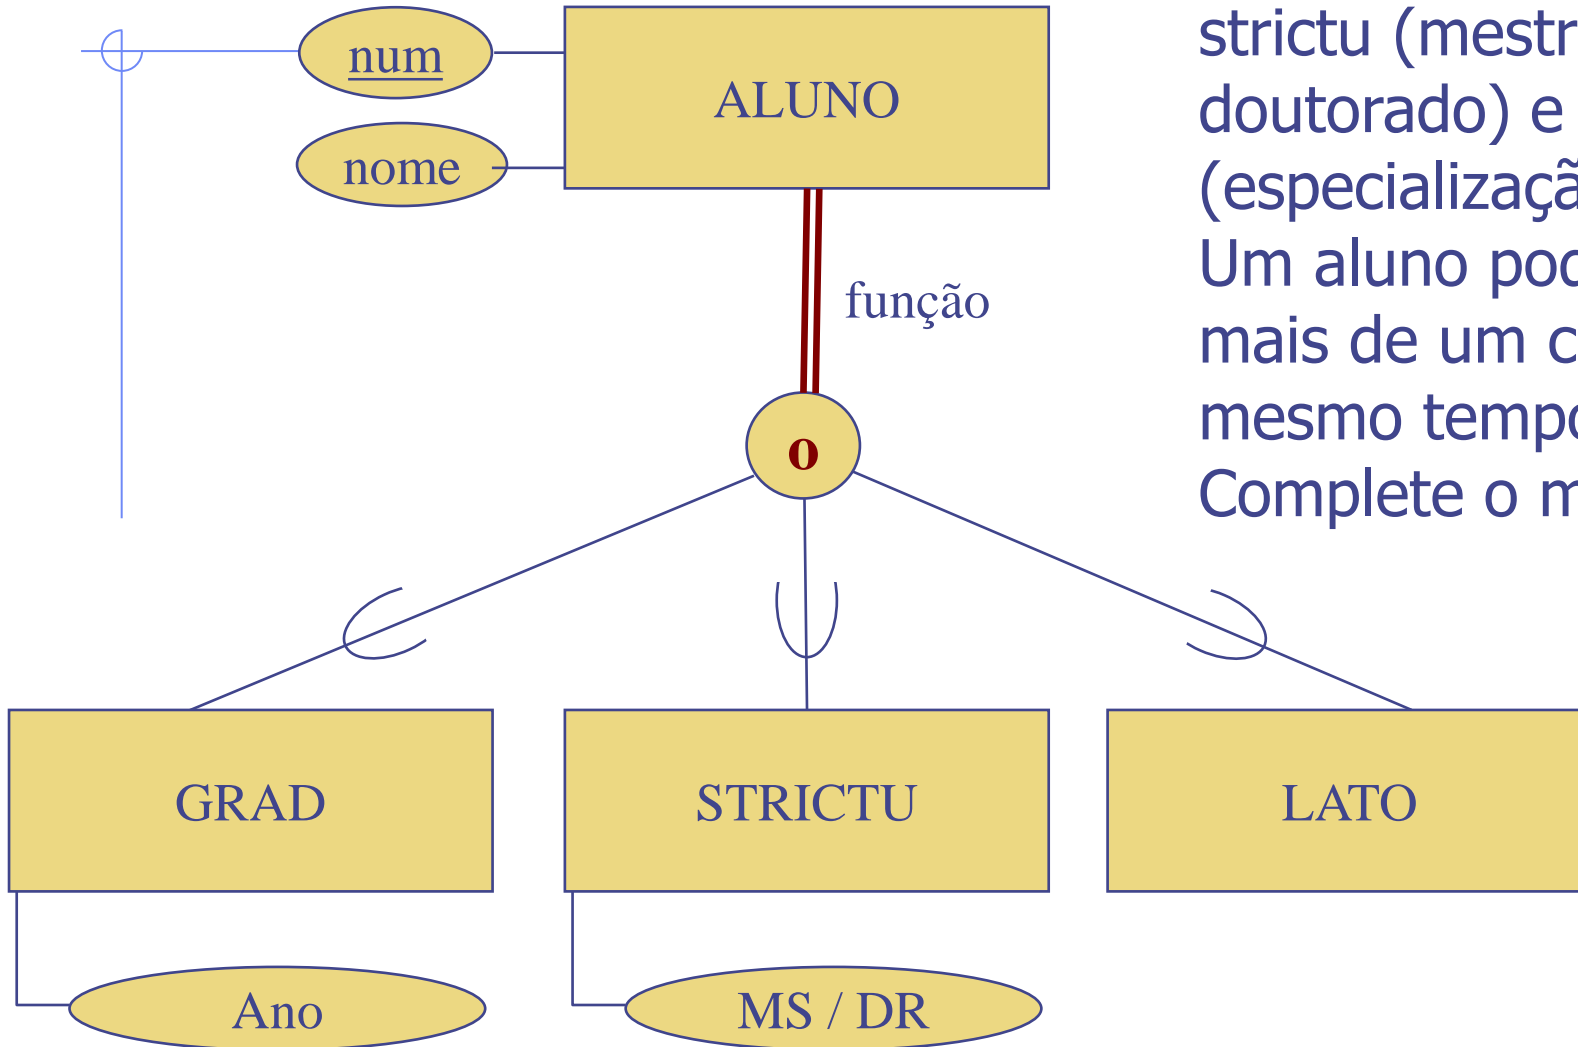 num
nome
ALUNO
função
o
GRAD
STRICTU
LATO
Ano
MS / DR
strictu (mestr
doutorado) e
(especializaçã
Um aluno pod
mais de um c
mesmo tempo
Complete o m